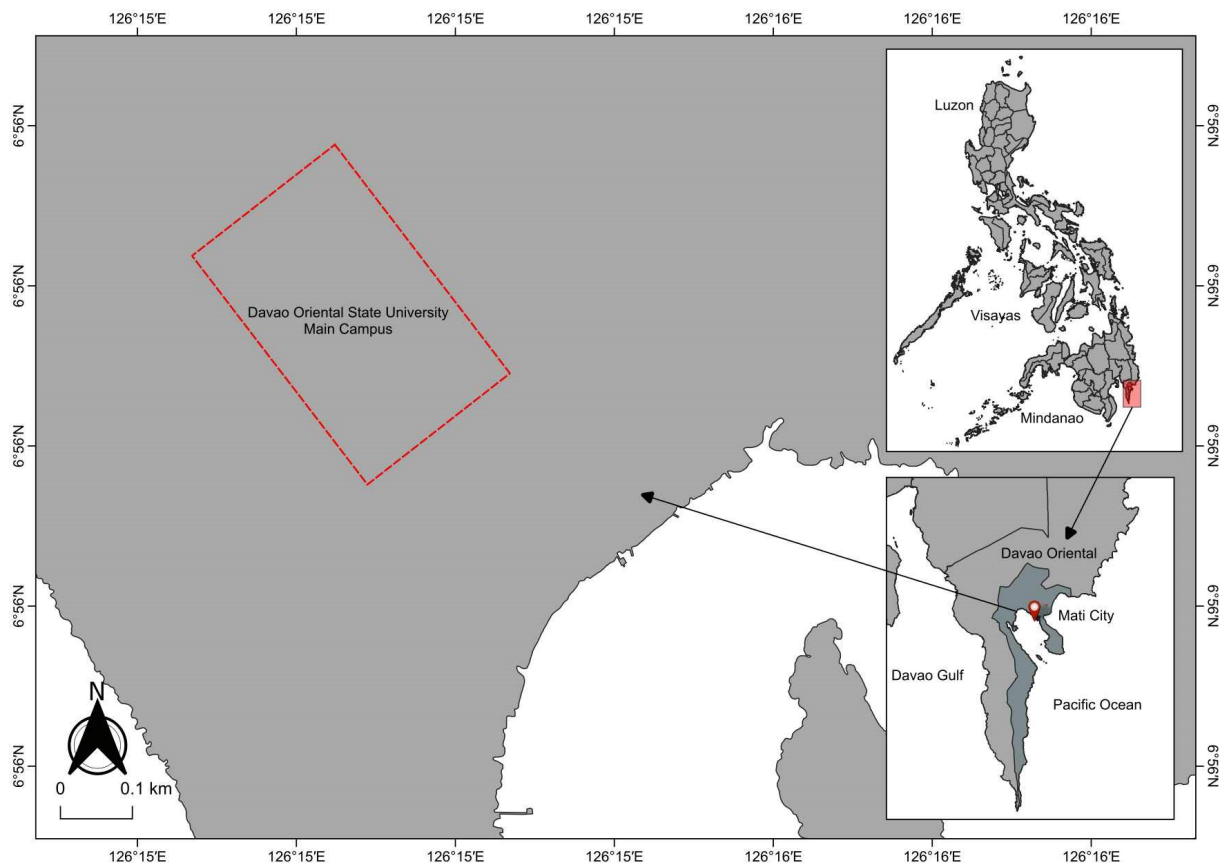 126°15′E 126°15′E 126°15′E 126°15′E 126°16′E 126°16′E 126°16′E
6°56′N 6°56′N
6°56′N 6°56′N
6°56′N 6°56′N
6°56′N 6°56′N
6°56′N 6°56′N
Luzon
Visayas
Mindanao
Davao Oriental State University
Main Campus
Davao Oriental
Mati City
Davao Gulf
Pacific Ocean
N
0 0.1 km
126°15′E 126°15′E 126°15′E 126°15′E 126°16′E 126°16′E 126°16′E